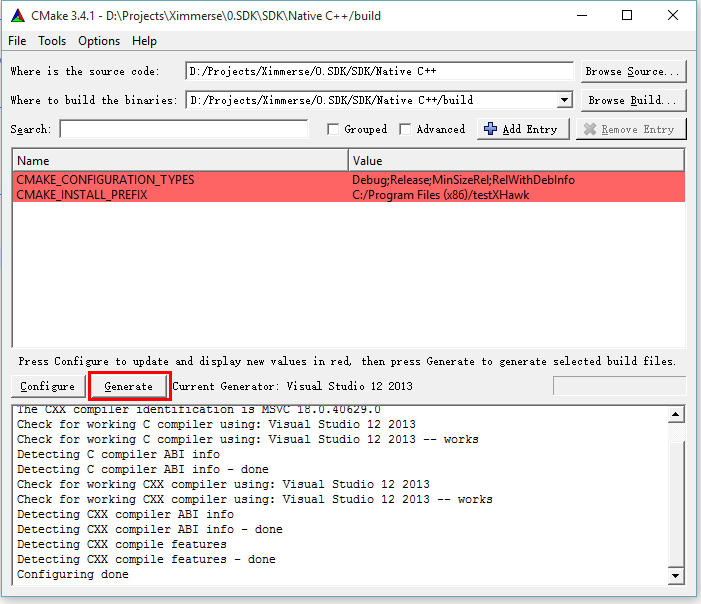 CMake 3.4.1 - D:\Projects\Ximmerse\0.SDK\SDK\Native C++/build
File Tools Options Help
Where is the source code: D:/Projects/Ximmerse/0.SDK/SDK/Native C++ Browse Source...
Where to build the binaries: D:/Projects/Ximmerse/0.SDK/SDK/Native C++/build Browse Build...
Search: Grouped Advanced Add Entry Remove Entry
Name Value
CMAKE_CONFIGURATION_TYPES Debug;Release;MinSizeRel;RelWithDebInfo
CMAKE_INSTALL_PREFIX C:/Program Files (x86)/testXHawk
Press Configure to update and display new values in red, then press Generate to generate selected build files.
Configure Generate Current Generator: Visual Studio 12 2013
The CXX compiler identification is MSVC 18.0.40629.0
Check for working C compiler using: Visual Studio 12 2013
Check for working C compiler using: Visual Studio 12 2013 -- works
Detecting C compiler ABI info
Detecting C compiler ABI info - done
Check for working CXX compiler using: Visual Studio 12 2013
Check for working CXX compiler using: Visual Studio 12 2013 -- works
Detecting CXX compiler ABI info
Detecting CXX compiler ABI info - done
Detecting CXX compile features
Detecting CXX compile features - done
Configuring done